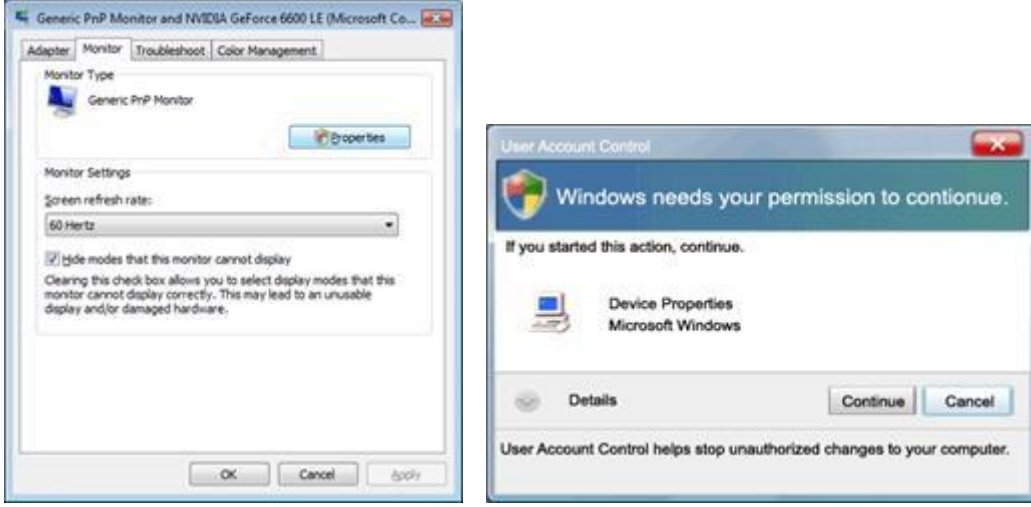 Generic PnP Monitor and NVIDIA GeForce 6600 LE (Microsoft Co...
Adapter Monitor Troubleshoot Color Management
Monitor Type
Generic PnP Monitor
Properties
Monitor Settings
Screen refresh rate:
60 Hertz
Hide modes that this monitor cannot display
Clearing this check box allows you to select display modes that this
monitor cannot display correctly. This may lead to an unusable
display and/or damaged hardware.
OK Cancel Apply
User Account Control
Windows needs your permission to contionue.
If you started this action, continue.
Device Properties
Microsoft Windows
Details Continue Cancel
User Account Control helps stop unauthorized changes to your computer.